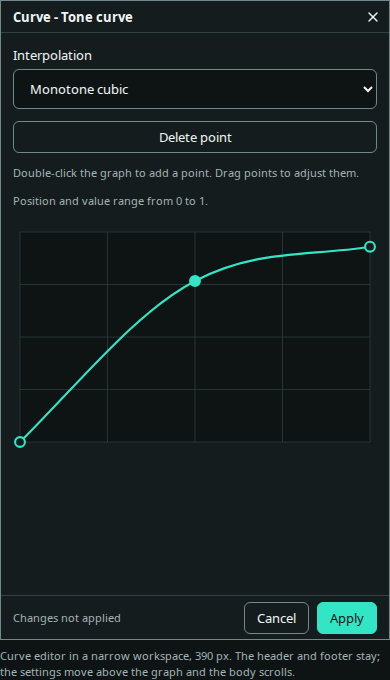 Curve - Tone curve
Interpolation
Monotone cubic
Delete point
Double-click the graph to add a point. Drag points to adjust them.
Position and value range from 0 to 1.
Changes not applied
Cancel
Apply
Curve editor in a narrow workspace, 390 px. The header and footer stay;
the settings move above the graph and the body scrolls.